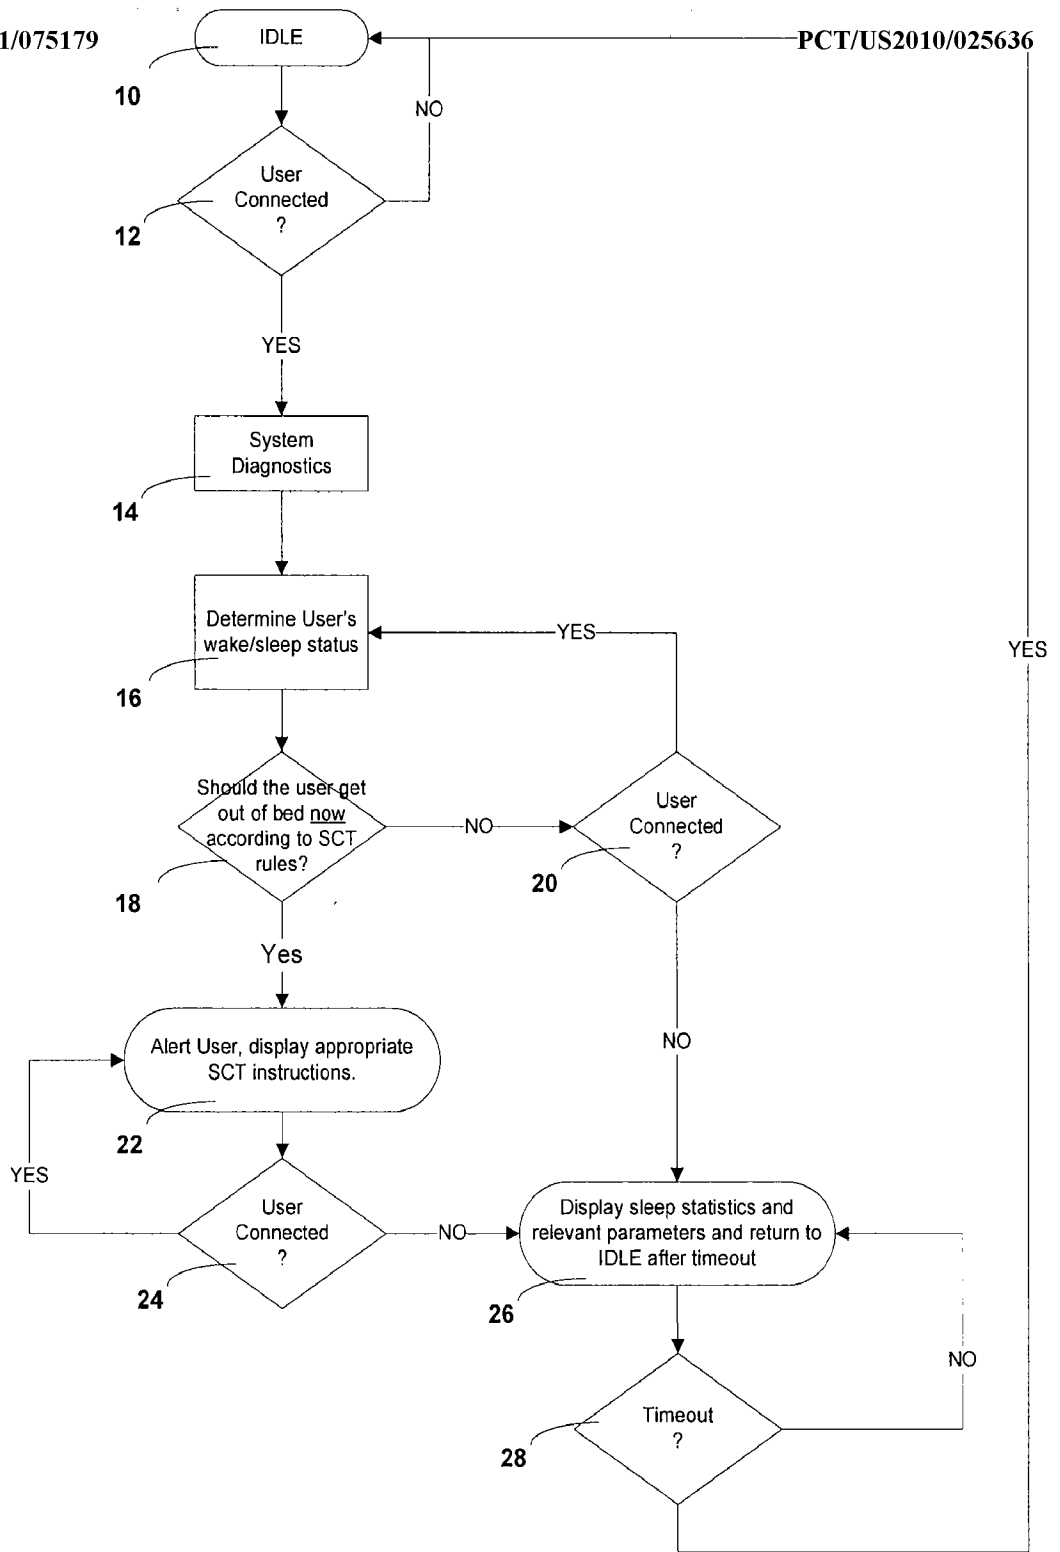 1/075179
PCT/US2010/025636
IDLE
10
NO
User
Connected
?
12
YES
System
Diagnostics
14
Determine User's
wake/sleep status
16
YES
YES
Should the user get
out of bed now
according to SCT
rules?
18
NO
User
Connected
?
20
Yes
NO
Alert User, display appropriate
SCT instructions.
22
YES
User
Connected
?
24
NO
Display sleep statistics and
relevant parameters and return to
IDLE after timeout
26
NO
Timeout
?
28